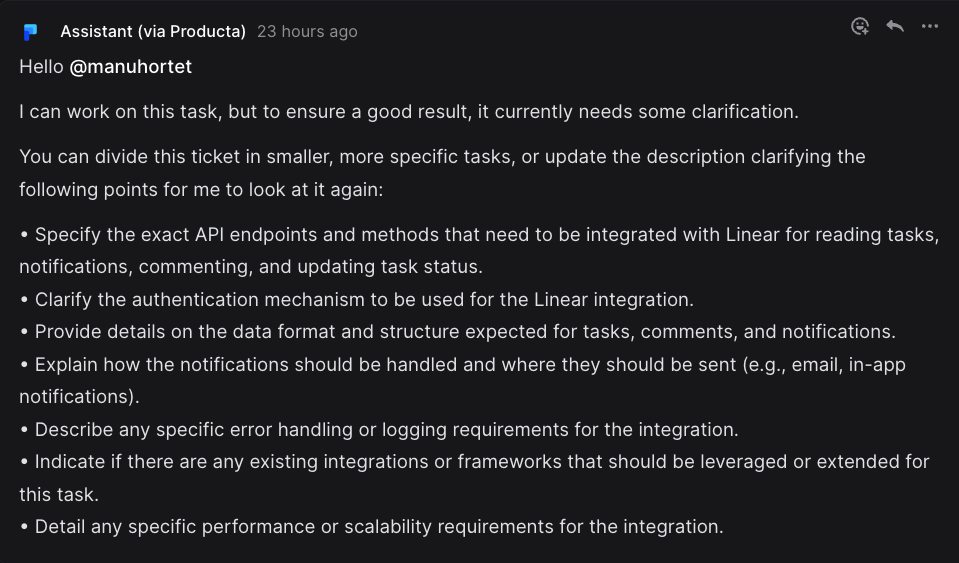 Assistant (via Producta) 23 hours ago
Hello @manuhortet
I can work on this task, but to ensure a good result, it currently needs some clarification.
You can divide this ticket in smaller, more specific tasks, or update the description clarifying the
following points for me to look at it again:
• Specify the exact API endpoints and methods that need to be integrated with Linear for reading tasks,
notifications, commenting, and updating task status.
• Clarify the authentication mechanism to be used for the Linear integration.
• Provide details on the data format and structure expected for tasks, comments, and notifications.
• Explain how the notifications should be handled and where they should be sent (e.g., email, in-app
notifications).
• Describe any specific error handling or logging requirements for the integration.
• Indicate if there are any existing integrations or frameworks that should be leveraged or extended for
this task.
• Detail any specific performance or scalability requirements for the integration.